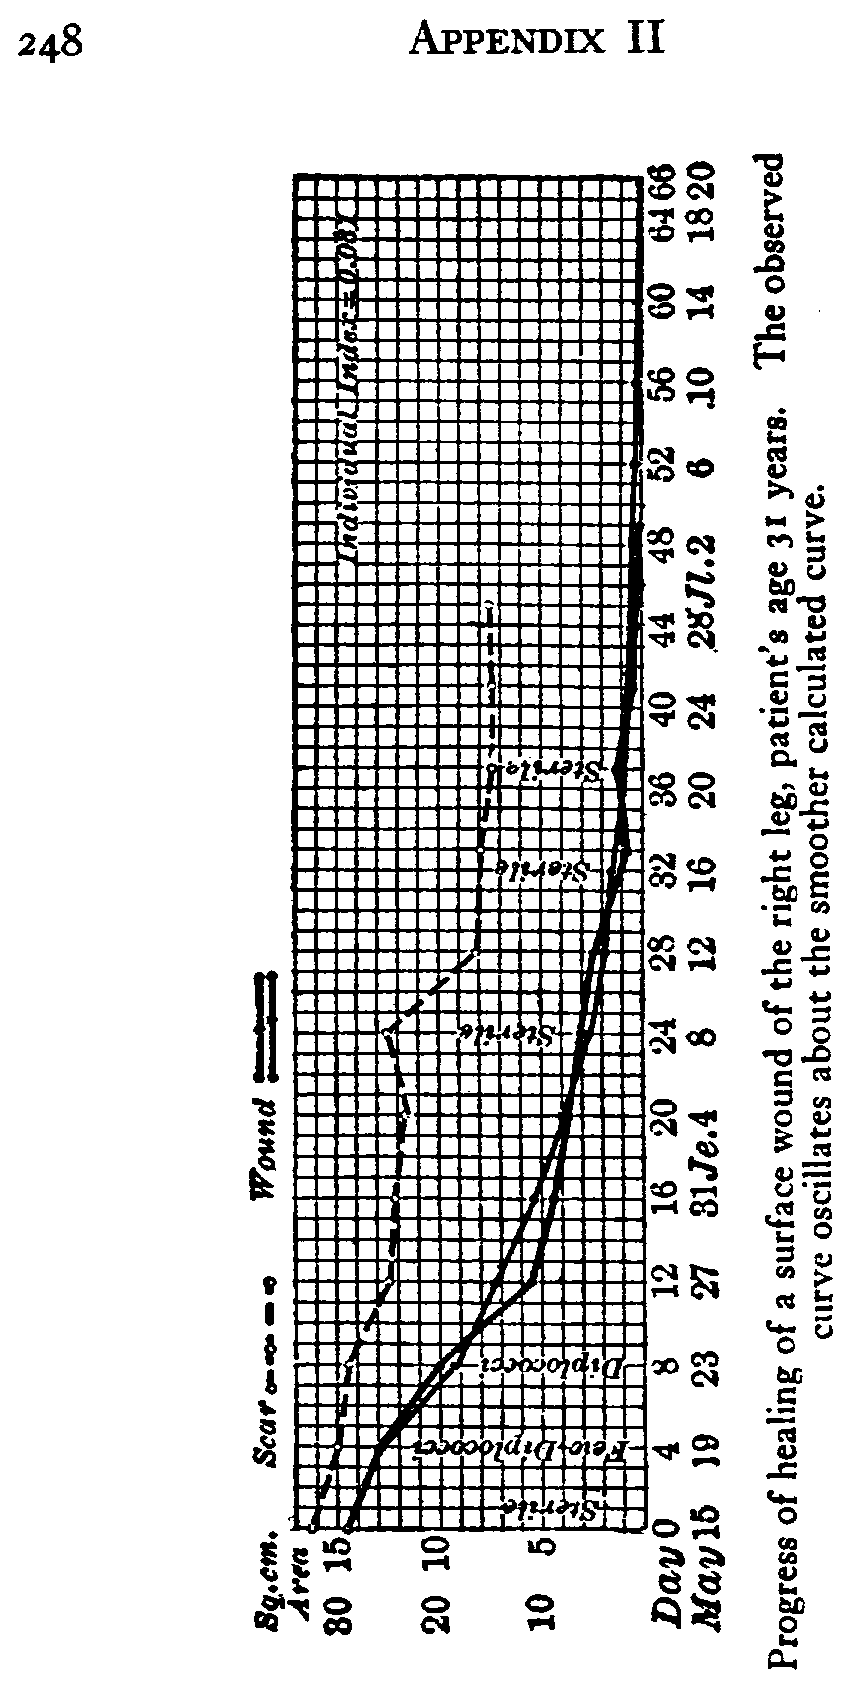 248
APPENDIX II
Scar Wound
Sq.cm.
Area
30 15
20 10
10 5
Individual Index = 0.081
Sterile
Few Diplococci
Diplococci
Sterile
Sterile
Sterile
Day 0 4 8 12 16 20 24 28 32 36 40 44 48 52 56 60 64 66
May 15 19 23 27 31 Je.4 8 12 16 20 24 28 Jl.2 6 10 14 18 20
Progress of healing of a surface wound of the right leg, patient's age 31 years. The observed
curve oscillates about the smoother calculated curve.